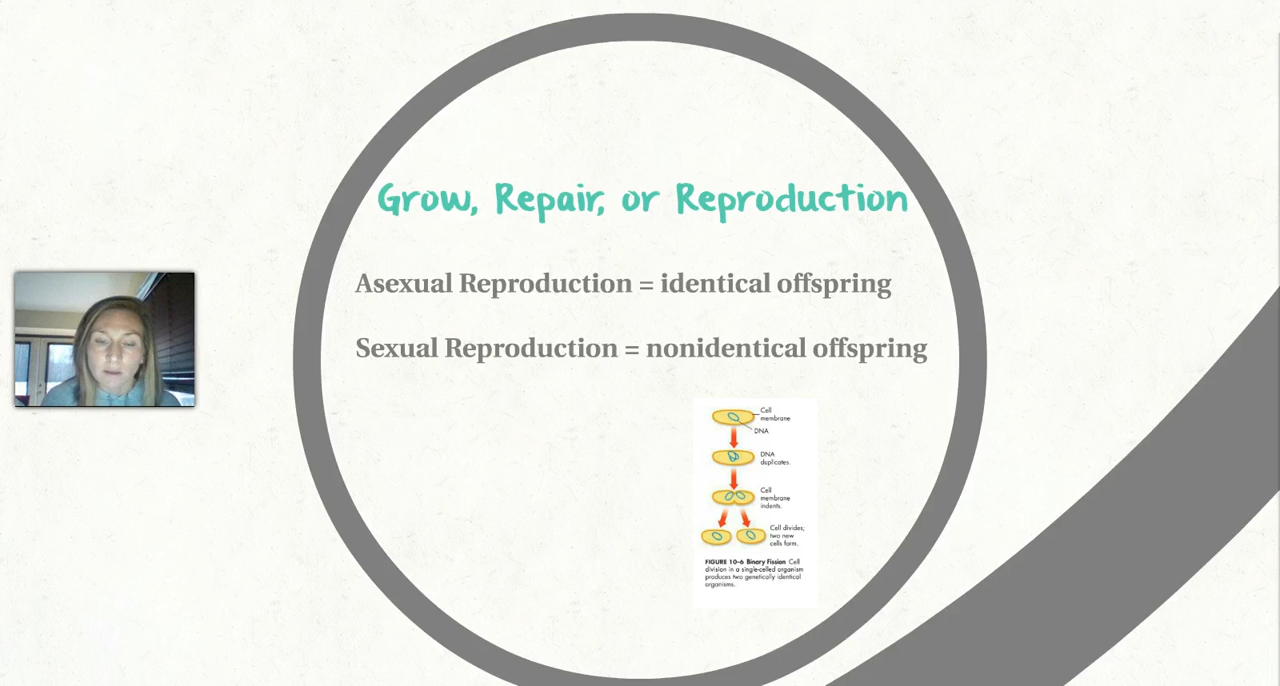 Grow, Repair, or Reproduction
Asexual Reproduction = identical offspring
Sexual Reproduction = nonidentical offspring
Cell
membrane
DNA
DNA
duplicates.
Cell
membrane
indents.
Cell divides;
two new
cells form.
FIGURE 10-6 Binary Fission Cell
division in a single-celled organism
produces two genetically identical
organisms.